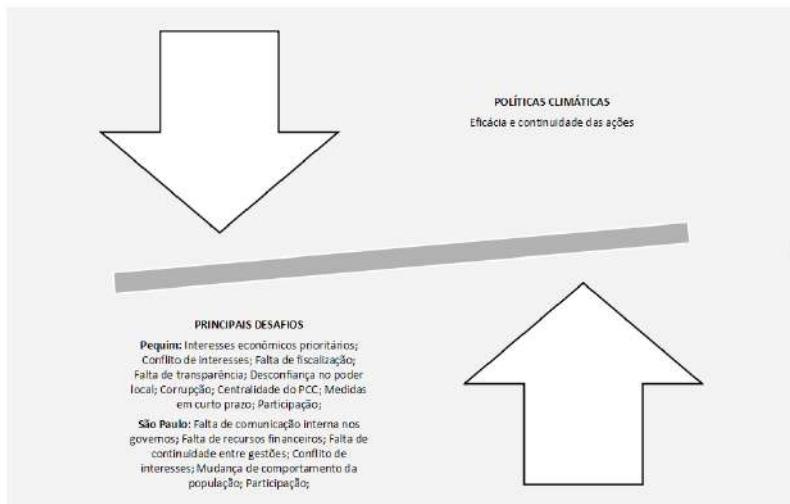 POLÍTICAS CLIMÁTICAS
Eficácia e continuidade das ações
PRINCIPAIS DESAFIOS
Pequim: Interesses econômicos prioritários;
Conflito de interesses; Falta de fiscalização;
Falta de transparência; Desconfiança no poder
local; Corrupção; Centralidade do PCC; Medidas
em curto prazo; Participação;
São Paulo: Falta de comunicação interna nos
governos; Falta de recursos financeiros; Falta de
continuidade entre gestões; Conflito de
interesses; Mudança de comportamento da
população; Participação;